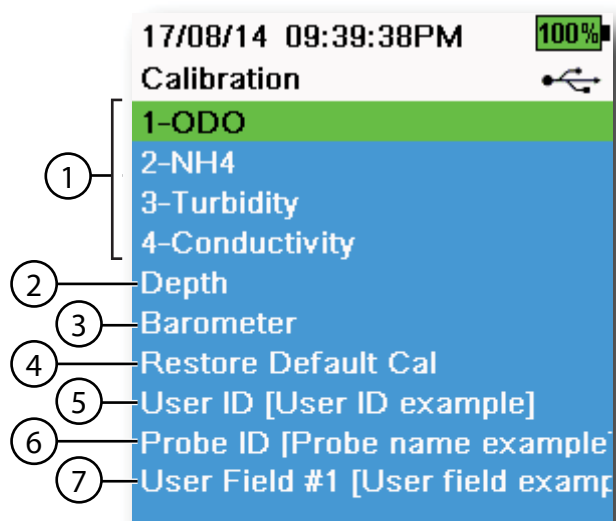 17/08/14 09:39:38PM 100%
Calibration
1-ODO
1
2-NH4
3-Turbidity
4-Conductivity
2 Depth
3 Barometer
4 Restore Default Cal
5 User ID [User ID example]
6 Probe ID [Probe name example
7 User Field #1 [User field examp